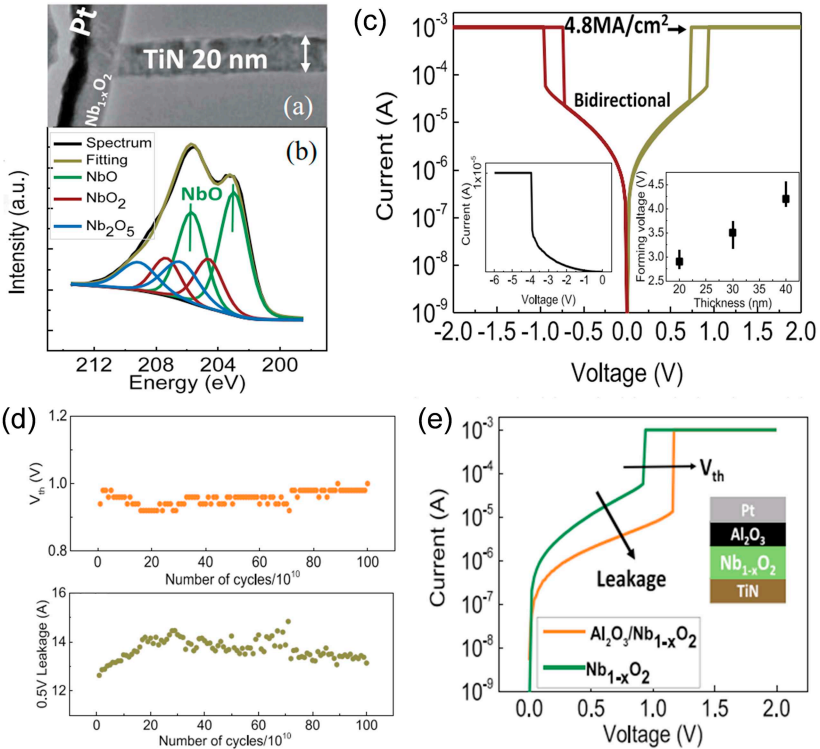 Pt
Nb1-xO2
TiN 20 nm
(a)
(b)
Spectrum
Fitting
NbO
NbO2
Nb2O5
NbO
Intensity (a.u.)
212
208
204
200
Energy (eV)
(c)
4.8MA/cm2
Bidirectional
Current (A)
10-3
10-4
10-5
10-6
10-7
10-8
10-9
-2.0
-1.5
-1.0
-0.5
0.0
0.5
1.0
1.5
2.0
Voltage (V)
1x10-5
Current (A)
-6
-5
-4
-3
-2
-1
0
Voltage (V)
Forming voltage (V)
4.5
4.0
3.5
3.0
2.5
20
30
40
Thickness (nm)
(d)
Vth (V)
1.2
1.0
0.8
0
20
40
60
80
100
Number of cycles/10^10
0.5V Leakage (A)
16
14
12
0
20
40
60
80
100
Number of cycles/10^10
(e)
Current (A)
10-3
10-4
10-5
10-6
10-7
10-8
10-9
Vth
Leakage
Pt
Al2O3
Nb1-xO2
TiN
Al2O3/Nb1-xO2
Nb1-xO2
0.0
0.5
1.0
1.5
2.0
Voltage (V)